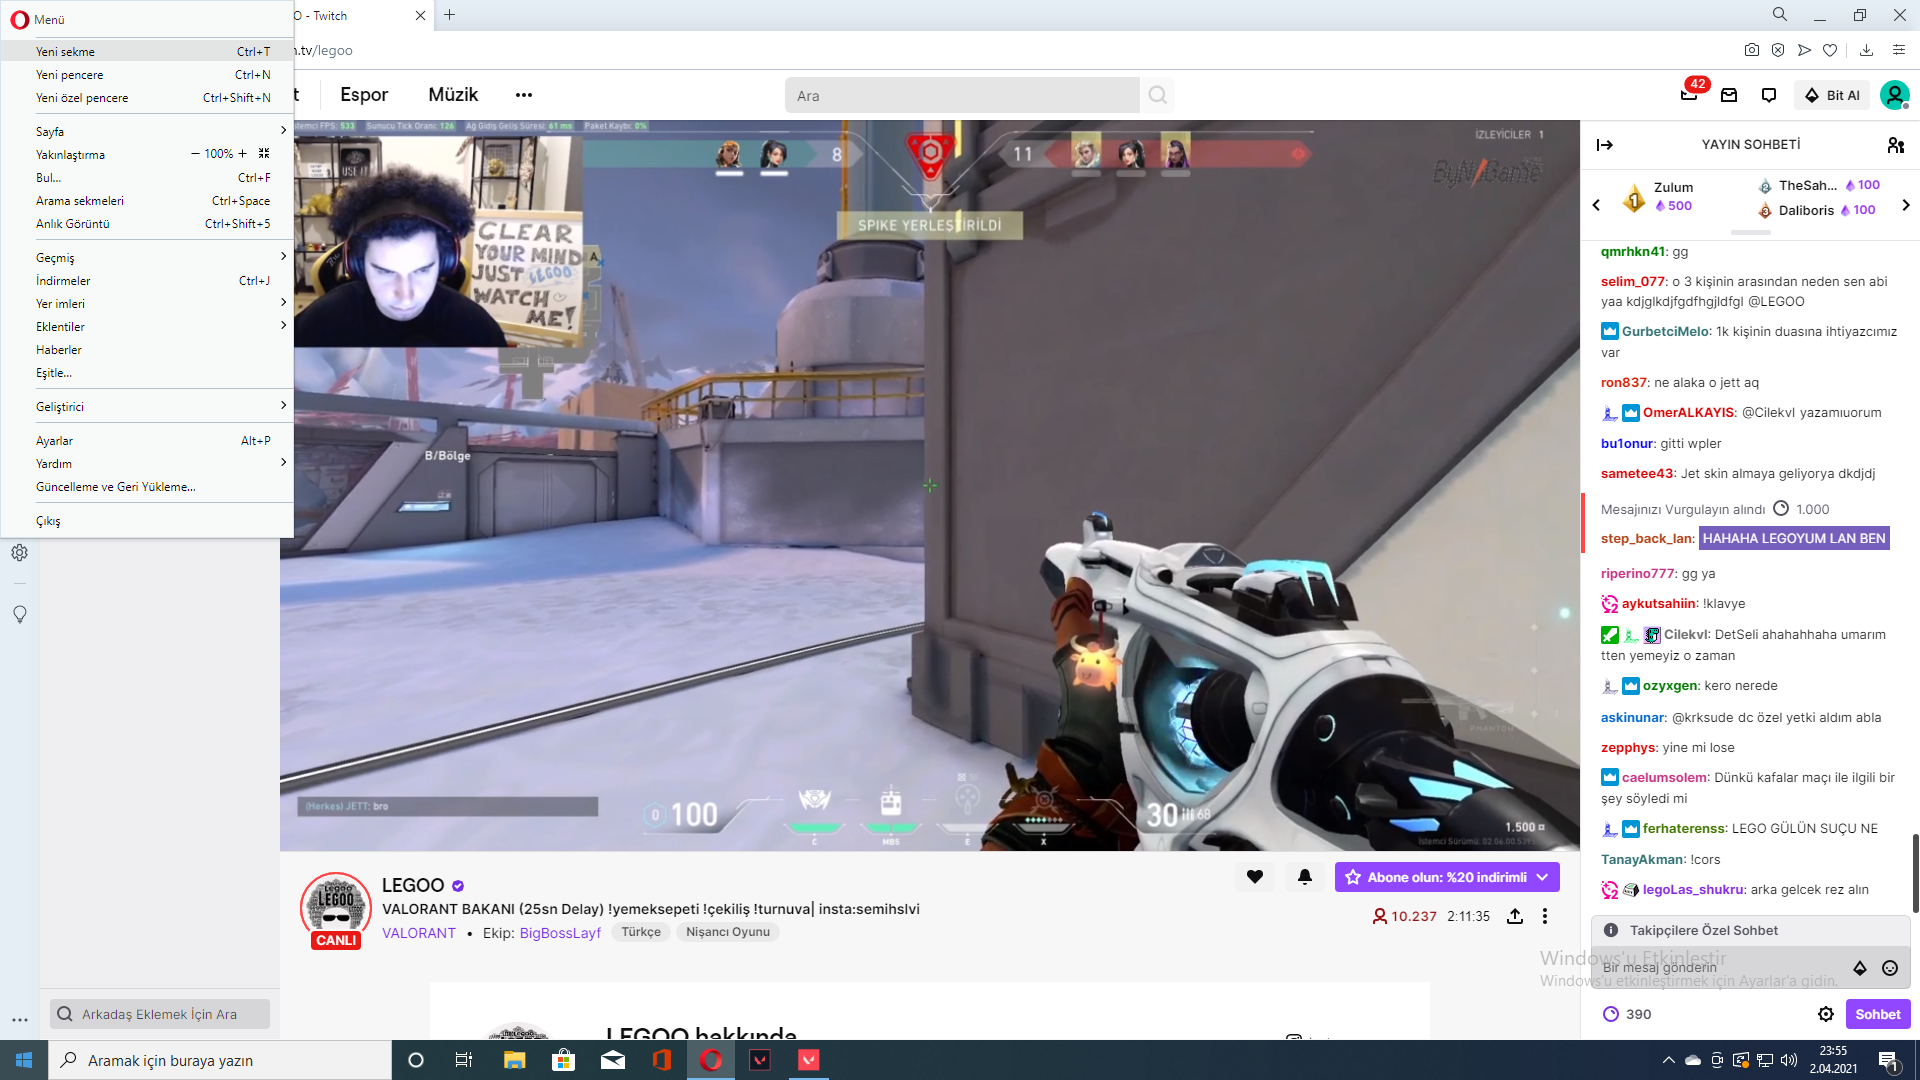 Menü
O - Twitch
Yeni sekme Ctrl+T
Yeni pencere Ctrl+N
Yeni özel pencere Ctrl+Shift+N
Sayfa
Yakınlaştırma − 100% +
Bul... Ctrl+F
Arama sekmeleri Ctrl+Space
Anlık Görüntü Ctrl+Shift+5
Geçmiş
İndirmeler Ctrl+J
Yer imleri
Eklentiler
Haberler
Eşitle...
Geliştirici
Ayarlar Alt+P
Yardım
Güncelleme ve Geri Yükleme...
Çıkış
n.tv/legoo
t Espor Müzik
Ara
42
Bit Al
stemci FPS: 533 Sunucu Tick Oranı: 126 Ağ Gidiş Geliş Süresi: 61 ms Paket Kaybı: 0%
8
11
İZLEYİCİLER 1
ByNoGame
SPIKE YERLEŞTİRİLDİ
USE IT
CLEAR
YOUR MIND
JUST LEGOO
WATCH
ME!
A
B/Bölge
(Herkes) JETT: bro
0 100
C
MB5
E
X
30 68
PHANTOM
1.500
LEGOO
CANLI
LEGOO
VALORANT BAKANI (25sn Delay) !yemeksepeti !çekiliş !turnuva| insta:semihslvi
VALORANT • Ekip: BigBossLayf Türkçe Nişancı Oyunu
Abone olun: %20 indirimli
10.237 2:11:35
LEGOO hakkında
Arkadaş Eklemek İçin Ara
YAYIN SOHBETİ
1 Zulum
500
2 TheSah... 100
3 Daliboris 100
qmrhkn41: gg
selim_077: o 3 kişinin arasından neden sen abi
yaa kdjglkdjfgdfhgjldfgl @LEGOO
GurbetciMelo: 1k kişinin duasına ihtiyazcımız
var
ron837: ne alaka o jett aq
OmerALKAYIS: @Cilekvl yazamıuorum
bu1onur: gitti wpler
sametee43: Jet skin almaya geliyorya dkdjdj
Mesajınızı Vurgulayın alındı 1.000
step_back_lan: HAHAHA LEGOYUM LAN BEN
riperino777: gg ya
aykutsahiin: !klavye
Cilekvl: DetSeli ahahahhaha umarım
tten yemeyiz o zaman
ozyxgen: kero nerede
askinunar: @krksude dc özel yetki aldım abla
zepphys: yine mi lose
caelumsolem: Dünkü kafalar maçı ile ilgili bir
şey söyledi mi
ferhaterenss: LEGO GÜLÜN SUÇU NE
TanayAkman: !cors
legoLas_shukru: arka gelcek rez alın
Takipçilere Özel Sohbet
Bir mesaj gönderin
Windows'u Etkinleştir
Windows'u etkinleştirmek için Ayarlar'a gidin.
390
Sohbet
Aramak için buraya yazın
23:55
2.04.2021
1